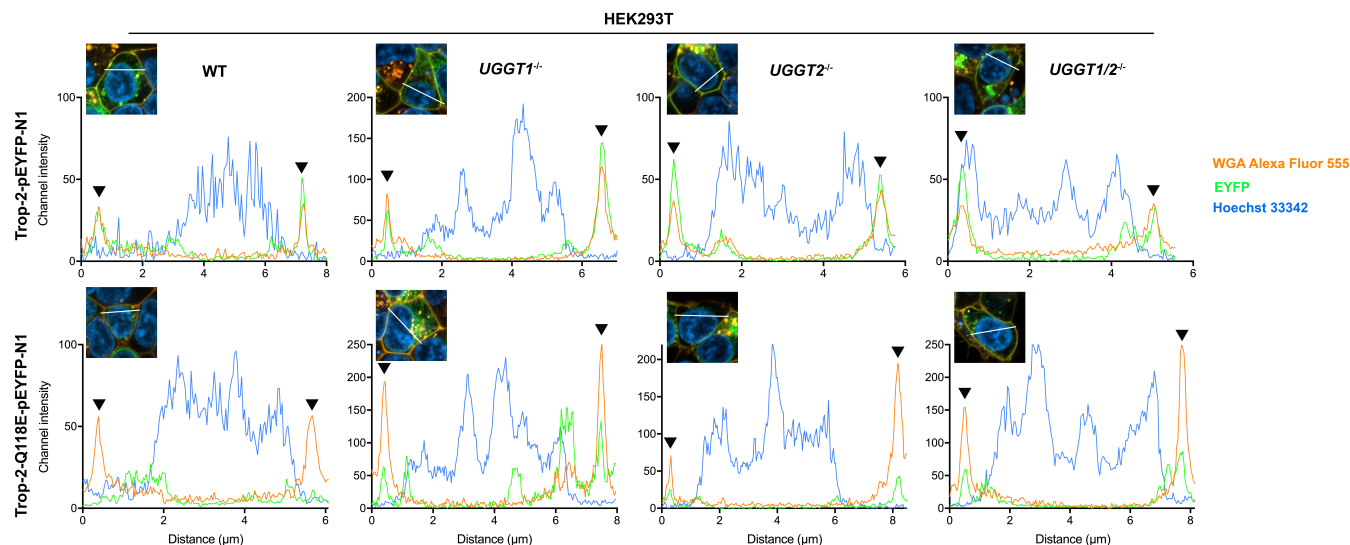 HEK293T
WT
UGGT1-/-
UGGT2-/-
UGGT1/2-/-
Trop-2-pEYFP-N1
Channel intensity
100
50
0
0 2 4 6 8
200
150
100
50
0
0 2 4 6
100
50
0
0 2 4 6
100
50
0
0 2 4 6
WGA Alexa Fluor 555
EYFP
Hoechst 33342
Trop-2-Q118E-pEYFP-N1
Channel intensity
100
50
0
0 2 4 6
Distance (µm)
250
200
150
100
50
0
0 2 4 6 8
Distance (µm)
200
150
100
50
0
0 2 4 6 8
Distance (µm)
250
200
150
100
50
0
0 2 4 6 8
Distance (µm)